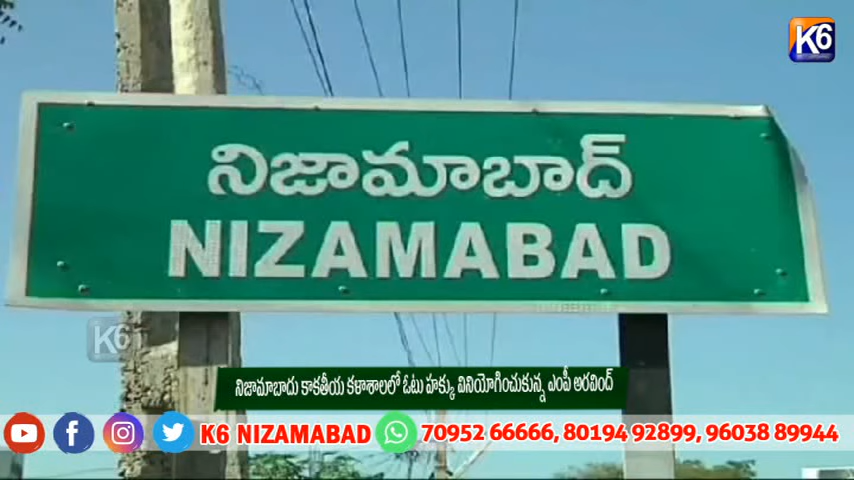 K6
నిజామాబాద్
NIZAMABAD
K6
నిజామాబాదు కాకతీయ కళాశాలలో ఓటు హక్కు వినియోగించుకున్న ఎంపీ అరవింద్
K6 NIZAMABAD 70952 66666, 80194 92899, 96038 89944